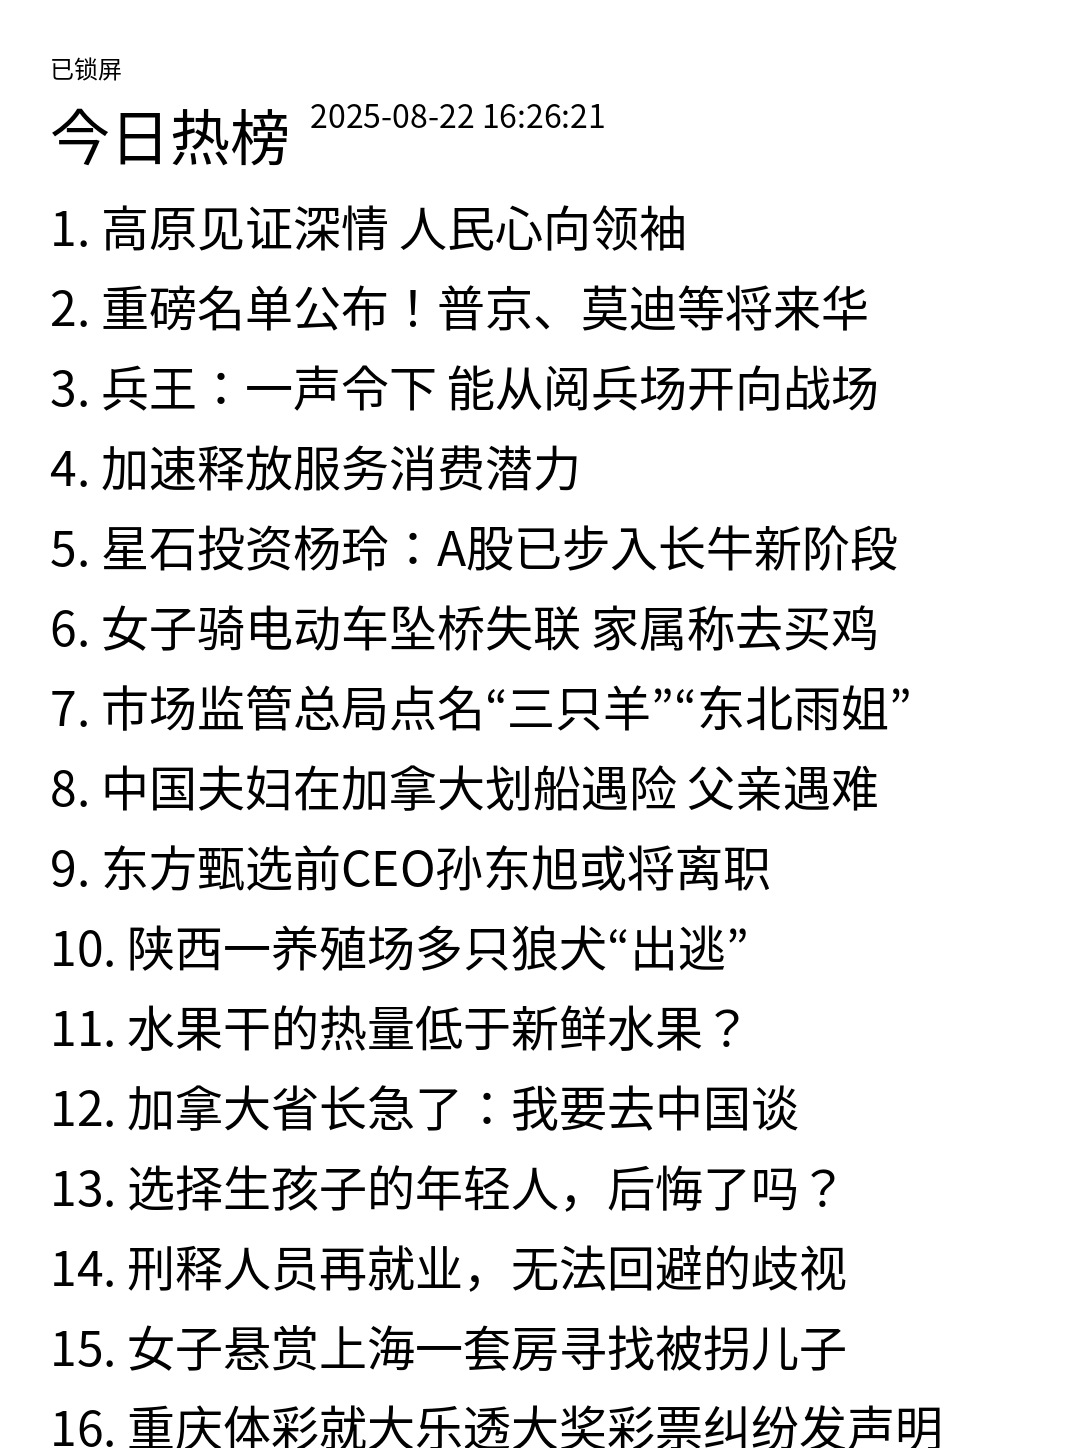 已锁屏
今日热榜 2025-08-22 16:26:21
1. 高原见证深情 人民心向领袖
2. 重磅名单公布！普京、莫迪等将来华
3. 兵王：一声令下 能从阅兵场开向战场
4. 加速释放服务消费潜力
5. 星石投资杨玲：A股已步入长牛新阶段
6. 女子骑电动车坠桥失联 家属称去买鸡
7. 市场监管总局点名“三只羊”“东北雨姐”
8. 中国夫妇在加拿大划船遇险 父亲遇难
9. 东方甄选前CEO孙东旭或将离职
10. 陕西一养殖场多只狼犬“出逃”
11. 水果干的热量低于新鲜水果？
12. 加拿大省长急了：我要去中国谈
13. 选择生孩子的年轻人，后悔了吗？
14. 刑释人员再就业，无法回避的歧视
15. 女子悬赏上海一套房寻找被拐儿子
16. 重庆体彩就大乐透大奖彩票纠纷发声明